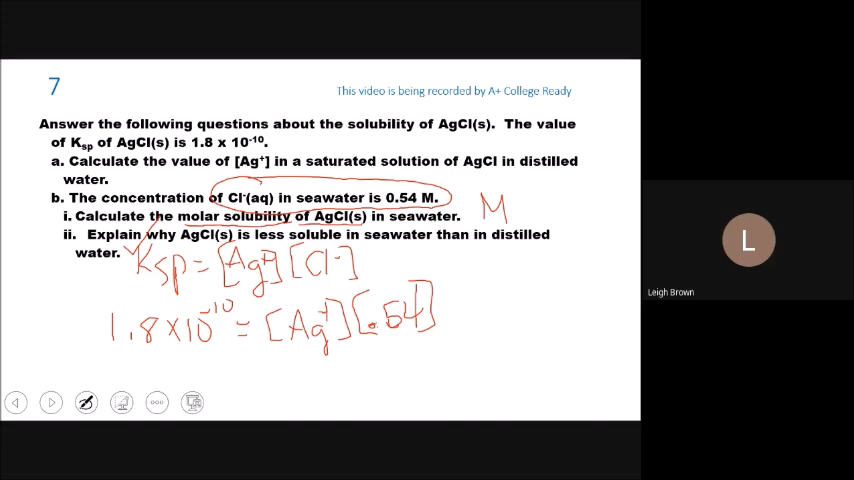 7
This video is being recorded by A+ College Ready
Answer the following questions about the solubility of AgCl(s). The value
of Ksp of AgCl(s) is 1.8 x 10⁻¹⁰.
a. Calculate the value of [Ag⁺] in a saturated solution of AgCl in distilled
water.
b. The concentration of Cl⁻(aq) in seawater is 0.54 M.
i. Calculate the molar solubility of AgCl(s) in seawater.
M
ii. Explain why AgCl(s) is less soluble in seawater than in distilled
water.
Ksp = [Ag+] [Cl-]
1.8 x 10⁻¹⁰ = [Ag+] [.54]
L
Leigh Brown